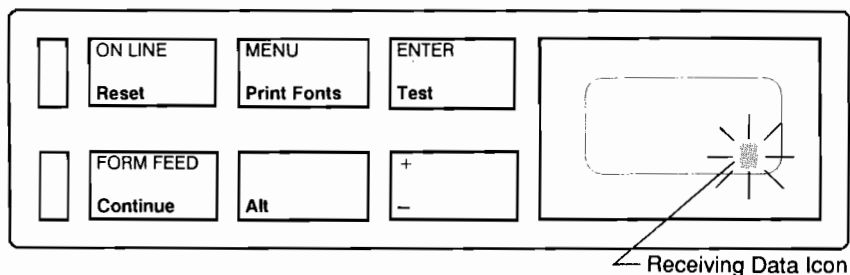 ON LINE
Reset
MENU
Print Fonts
ENTER
Test
FORM FEED
Continue
Alt
+
–
Receiving Data Icon